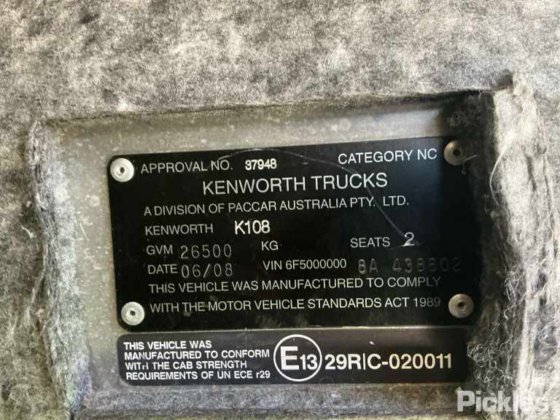 APPROVAL NO. 37948 CATEGORY NC
KENWORTH TRUCKS
A DIVISION OF PACCAR AUSTRALIA PTY. LTD.
KENWORTH K108
GVM 26500 KG SEATS 2
DATE 06/08 VIN 6F5000000 8A 438802
THIS VEHICLE WAS MANUFACTURED TO COMPLY
WITH THE MOTOR VEHICLE STANDARDS ACT 1989
THIS VEHICLE WAS
MANUFACTURED TO CONFORM
WITH THE CAB STRENGTH
REQUIREMENTS OF UN ECE r29
E13 29RIC-020011
Pickles